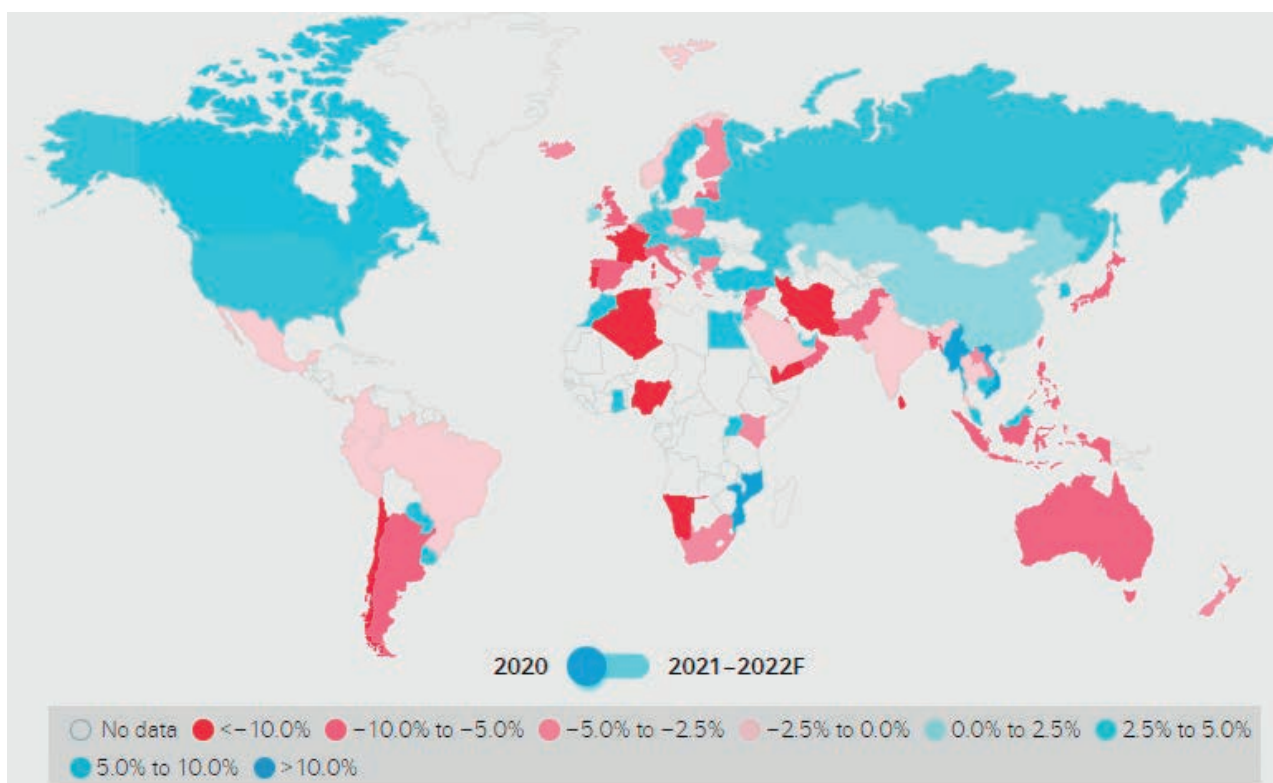 2020 2021–2022F
No data <–10.0% –10.0% to –5.0% –5.0% to –2.5% –2.5% to 0.0% 0.0% to 2.5% 2.5% to 5.0%
5.0% to 10.0% >10.0%